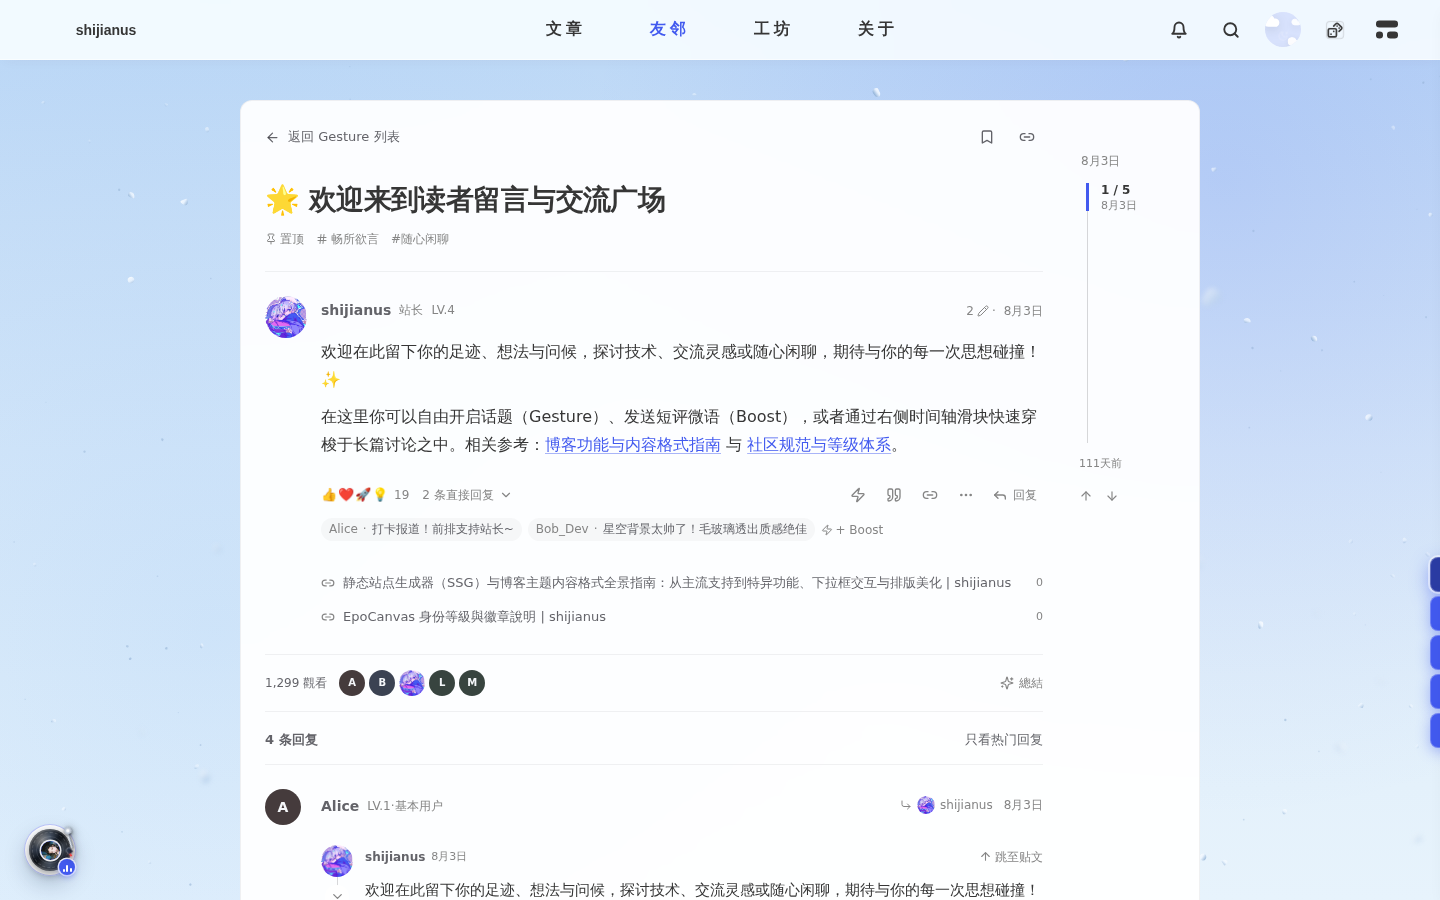 shijianus
文章 友邻 工坊 关于
返回 Gesture 列表
8月3日
1 / 5
8月3日
🌟 欢迎来到读者留言与交流广场
置顶 # 畅所欲言 #随心闲聊
shijianus 站长 LV.4 2 · 8月3日
欢迎在此留下你的足迹、想法与问候，探讨技术、交流灵感或随心闲聊，期待与你的每一次思想碰撞！
✨
在这里你可以自由开启话题（Gesture）、发送短评微语（Boost），或者通过右侧时间轴滑块快速穿
梭于长篇讨论之中。相关参考：博客功能与内容格式指南 与 社区规范与等级体系。
111天前
👍❤️🚀💡 19 2 条直接回复 回复
Alice · 打卡报道！前排支持站长~ Bob_Dev · 星空背景太帅了！毛玻璃透出质感绝佳 + Boost
静态站点生成器（SSG）与博客主题内容格式全景指南：从主流支持到特异功能、下拉框交互与排版美化 | shijianus 0
EpoCanvas 身份等級與徽章說明 | shijianus 0
1,299 觀看 A B L M 總結
4 条回复 只看热门回复
A Alice LV.1·基本用户 shijianus 8月3日
shijianus 8月3日 跳至贴文
欢迎在此留下你的足迹、想法与问候，探讨技术、交流灵感或随心闲聊，期待与你的每一次思想碰撞！